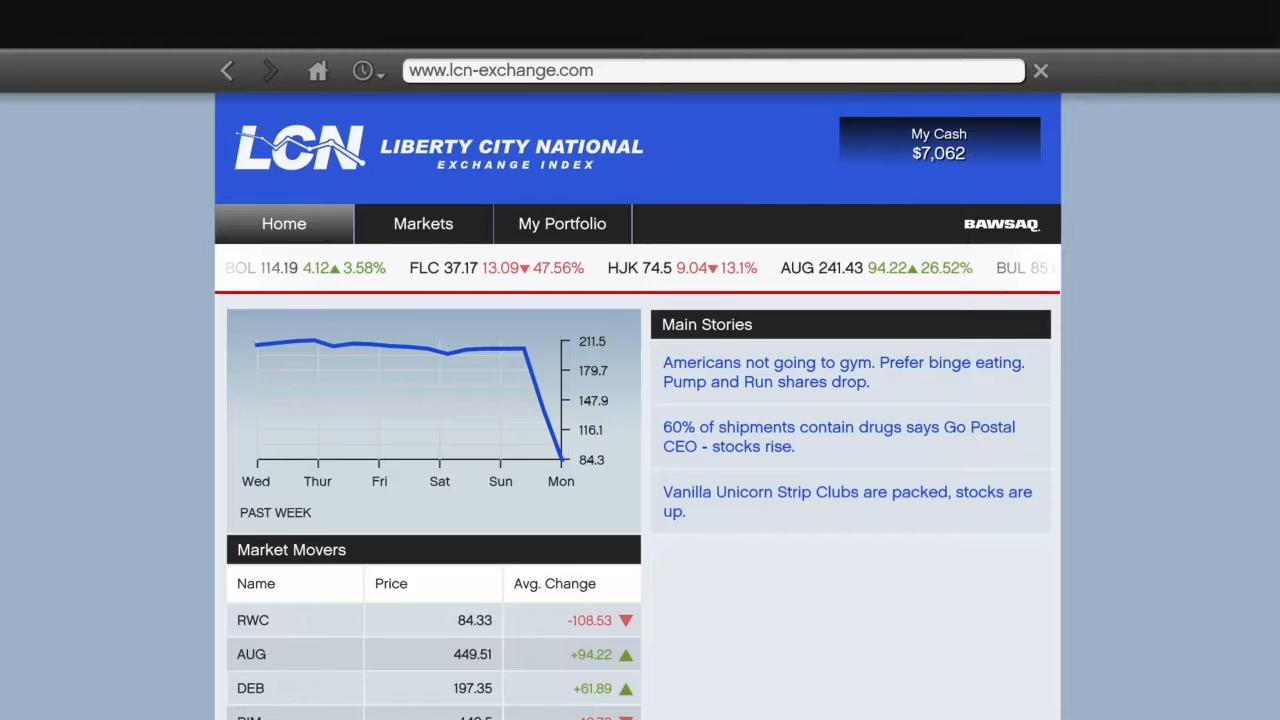 www.lcn-exchange.com
LCN LIBERTY CITY NATIONAL
EXCHANGE INDEX
My Cash
$7,062
Home Markets My Portfolio BAWSAQ
BOL 114.19 4.12▲3.58% FLC 37.17 13.09▼47.56% HJK 74.5 9.04▼13.1% AUG 241.43 94.22▲26.52% BUL 85
211.5
179.7
147.9
116.1
84.3
Wed Thur Fri Sat Sun Mon
PAST WEEK
Main Stories
Americans not going to gym. Prefer binge eating.
Pump and Run shares drop.
60% of shipments contain drugs says Go Postal
CEO - stocks rise.
Vanilla Unicorn Strip Clubs are packed, stocks are
up.
Market Movers
Name Price Avg. Change
RWC 84.33 -108.53 ▼
AUG 449.51 +94.22 ▲
DEB 197.35 +61.89 ▲